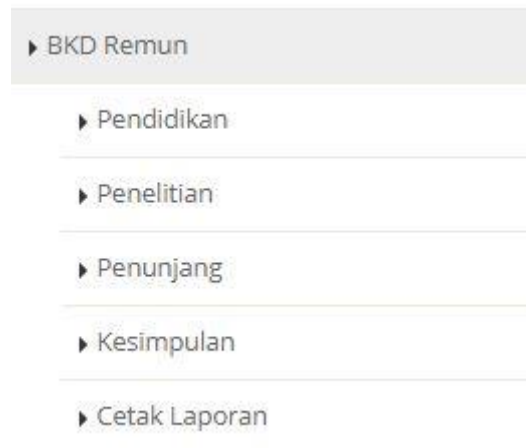 BKD Remun
Pendidikan
Penelitian
Penunjang
Kesimpulan
Cetak Laporan